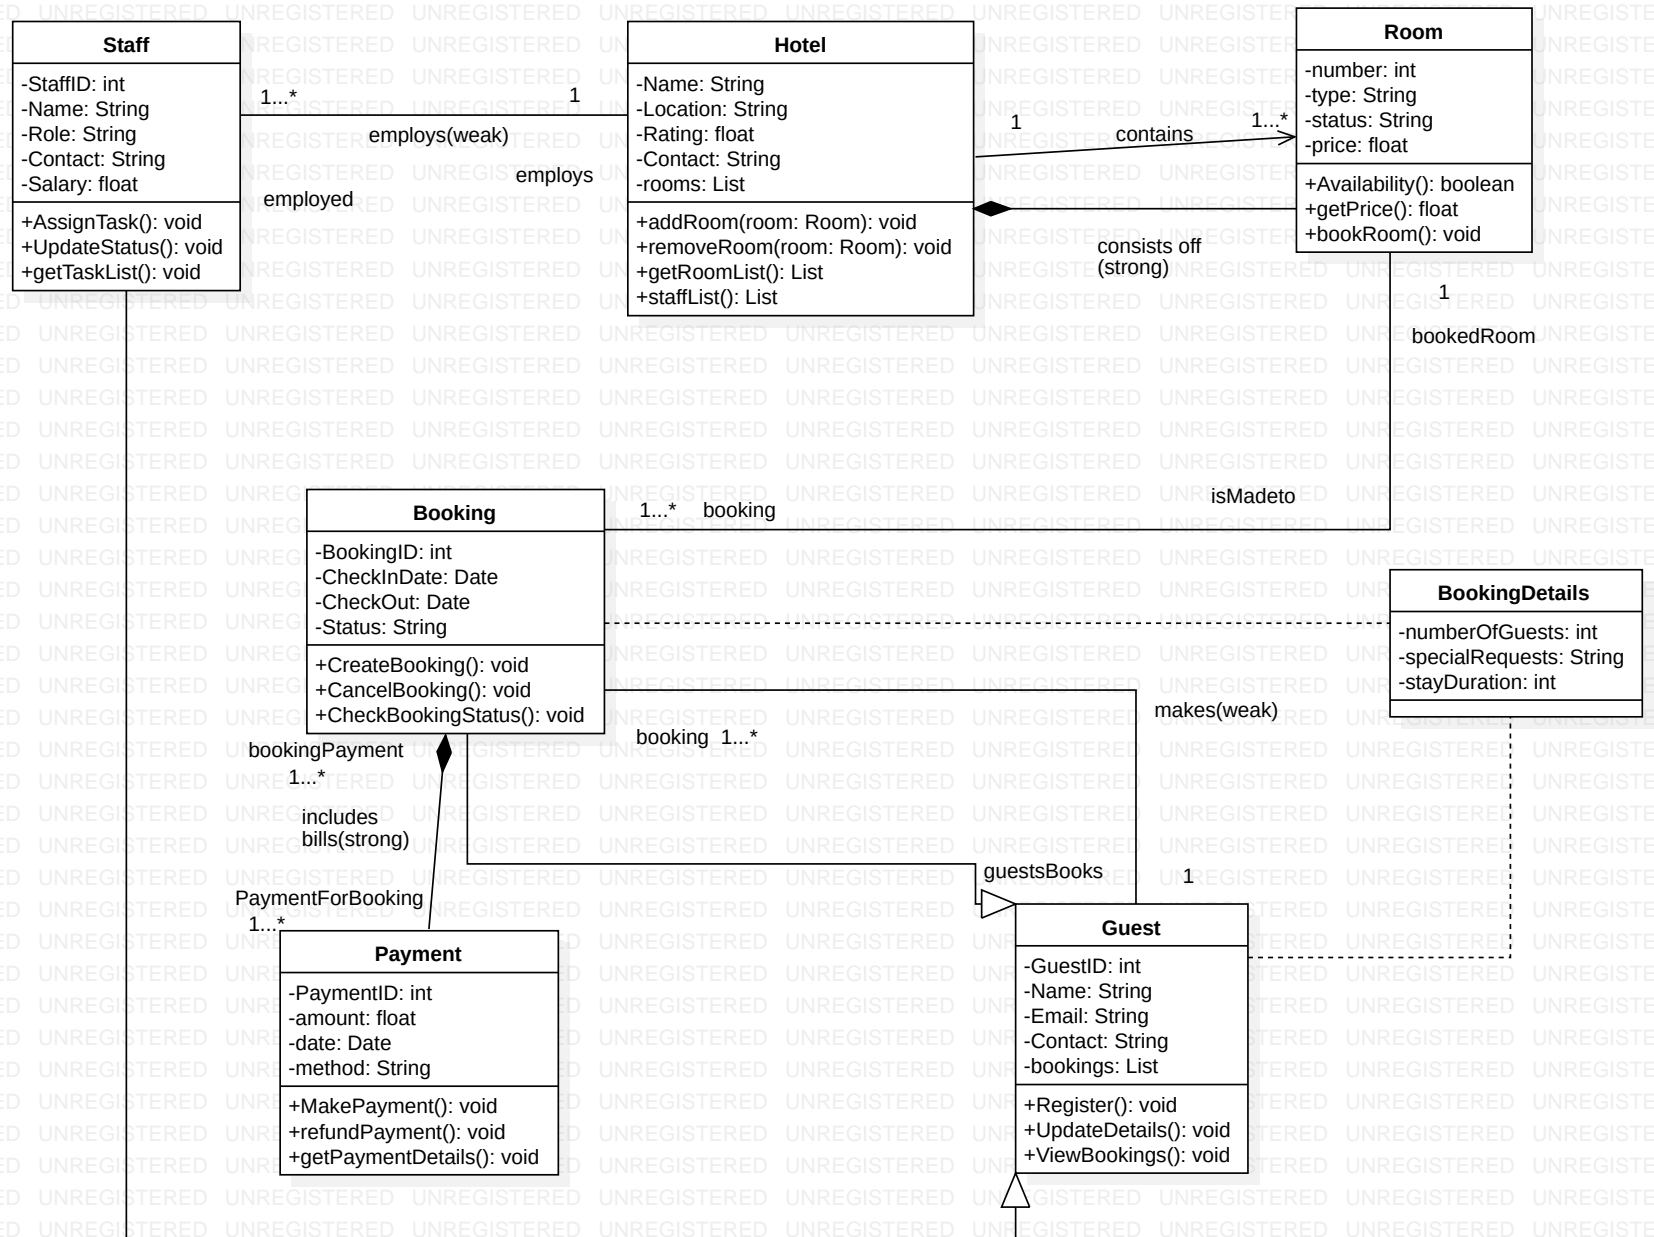 Staff
-StaffID: int
-Name: String
-Role: String
-Contact: String
-Salary: float
+AssignTask(): void
+UpdateStatus(): void
+getTaskList(): void
1...*
1
employs(weak)
employs
employed
Hotel
-Name: String
-Location: String
-Rating: float
-Contact: String
-rooms: List
+addRoom(room: Room): void
+removeRoom(room: Room): void
+getRoomList(): List
+staffList(): List
1
contains
1...*
consists off
(strong)
Room
-number: int
-type: String
-status: String
-price: float
+Availability(): boolean
+getPrice(): float
+bookRoom(): void
1
bookedRoom
isMadeto
1...*
booking
Booking
-BookingID: int
-CheckInDate: Date
-CheckOut: Date
-Status: String
+CreateBooking(): void
+CancelBooking(): void
+CheckBookingStatus(): void
BookingDetails
-numberOfGuests: int
-specialRequests: String
-stayDuration: int
makes(weak)
booking
1...*
bookingPayment
1...*
includes
bills(strong)
PaymentForBooking
1...*
guestsBooks
1
Payment
-PaymentID: int
-amount: float
-date: Date
-method: String
+MakePayment(): void
+refundPayment(): void
+getPaymentDetails(): void
Guest
-GuestID: int
-Name: String
-Email: String
-Contact: String
-bookings: List
+Register(): void
+UpdateDetails(): void
+ViewBookings(): void
UNREGISTERED